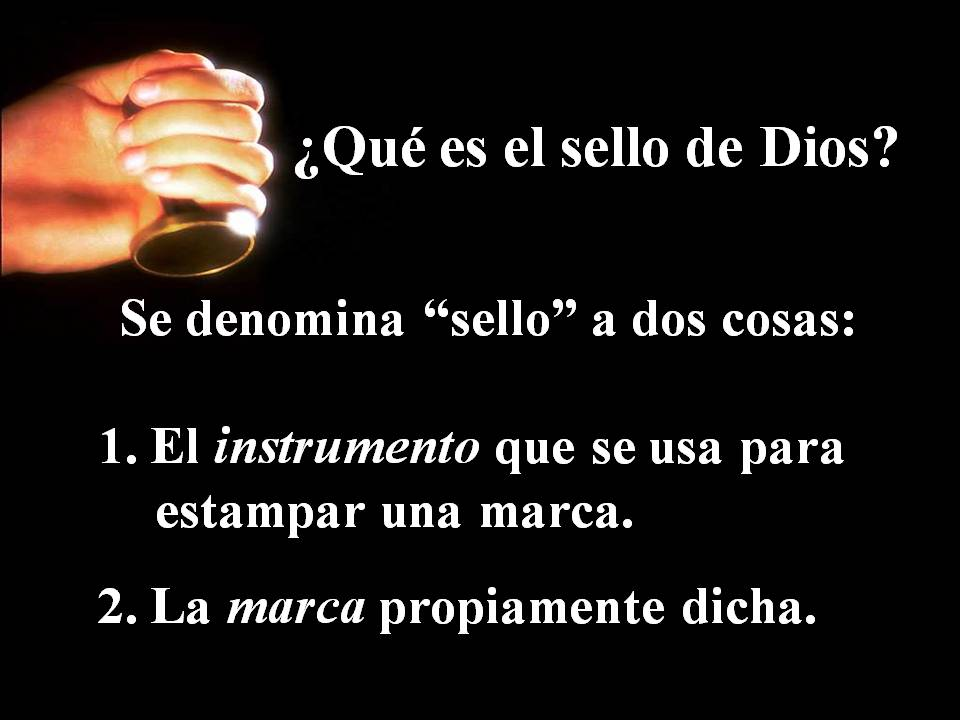 ¿Qué es el sello de Dios?
Se denomina “sello” a dos cosas:
1. El instrumento que se usa para
estampar una marca.
2. La marca propiamente dicha.